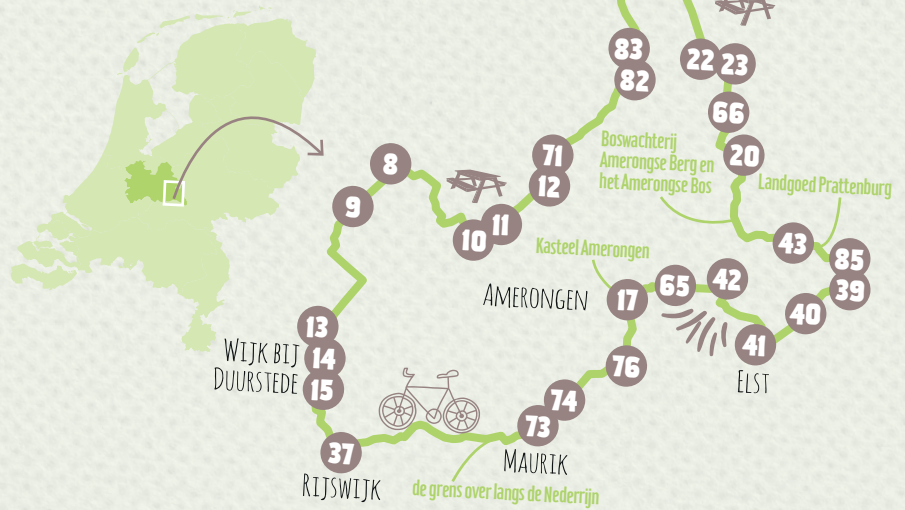 83
82
22
23
66
20
71
12
8
9
10
11
Boswachterij
Amerongse Berg en
het Amerongse Bos
Landgoed Prattenburg
43
85
39
40
41
ELST
42
65
17
Kasteel Amerongen
AMERONGEN
76
74
73
MAURIK
de grens over langs de Nederrijn
37
RIJSWIJK
13
14
15
WIJK BIJ
DUURSTEDE